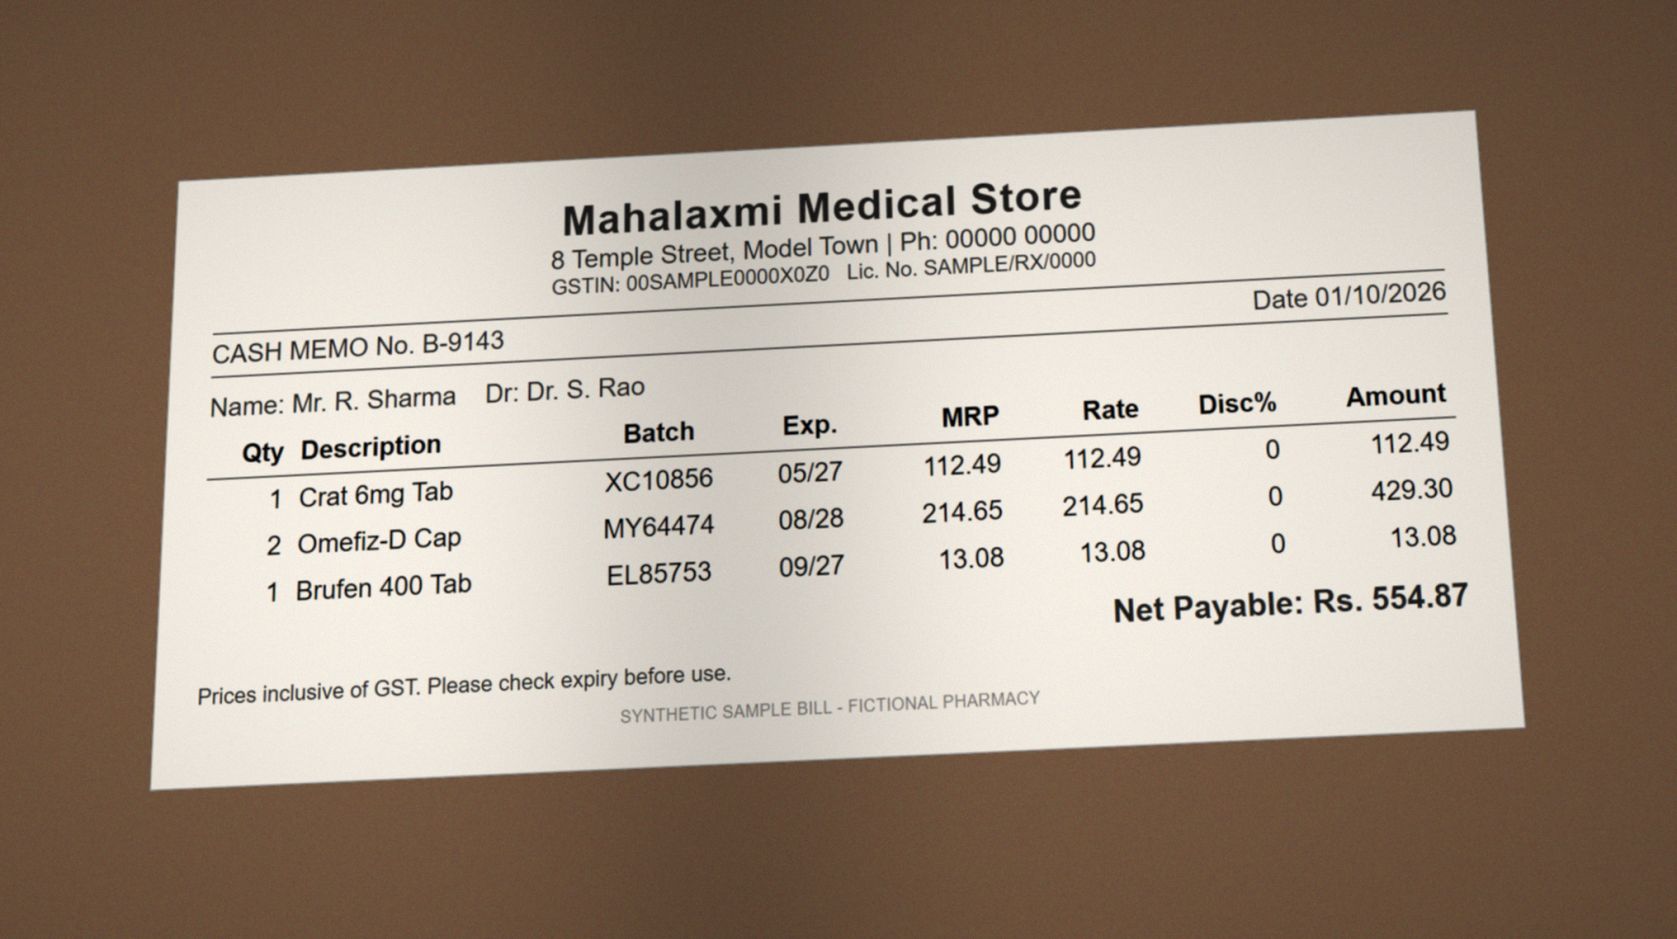 Mahalaxmi Medical Store
8 Temple Street, Model Town | Ph: 00000 00000
GSTIN: 00SAMPLE0000X0Z0 Lic. No. SAMPLE/RX/0000
CASH MEMO No. B-9143 Date 01/10/2026
Name: Mr. R. Sharma Dr: Dr. S. Rao
Qty Description Batch Exp. MRP Rate Disc% Amount
1 Crat 6mg Tab XC10856 05/27 112.49 112.49 0 112.49
2 Omefiz-D Cap MY64474 08/28 214.65 214.65 0 429.30
1 Brufen 400 Tab EL85753 09/27 13.08 13.08 0 13.08
Net Payable: Rs. 554.87
Prices inclusive of GST. Please check expiry before use.
SYNTHETIC SAMPLE BILL - FICTIONAL PHARMACY